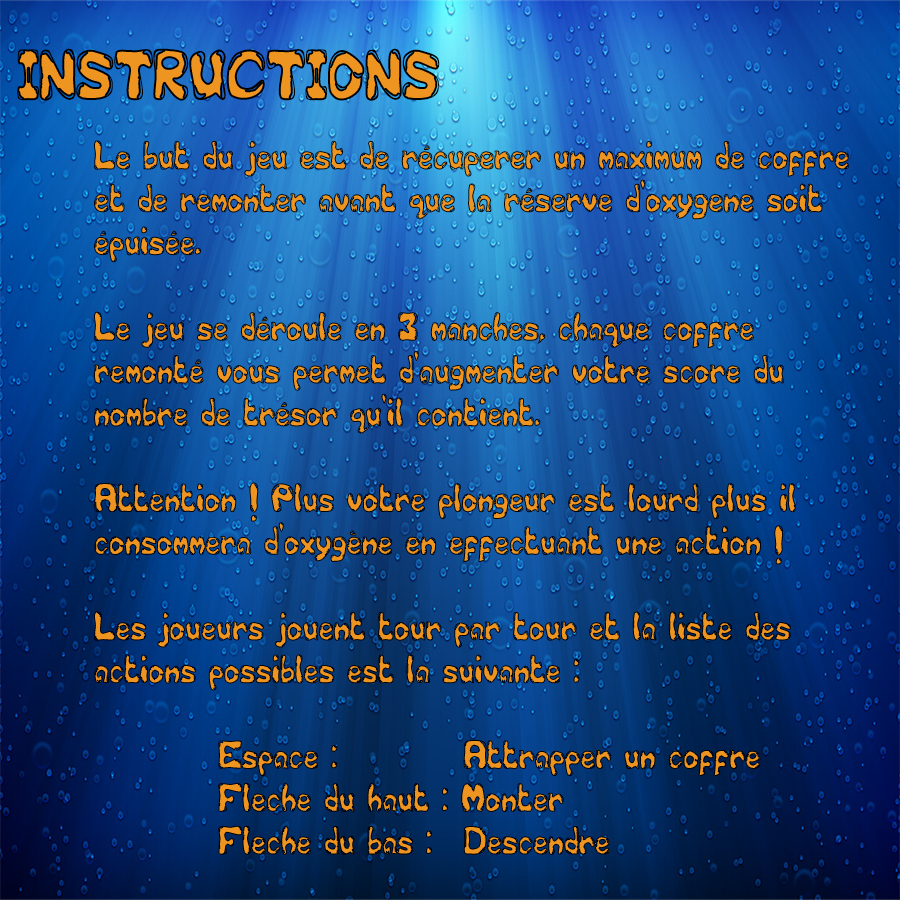 INSTRUCTIONS
Le but du jeu est de récuperer un maximum de coffre
et de remonter avant que la réserve d'oxygene soit
épuisée.
Le jeu se déroule en 3 manches, chaque coffre
remonté vous permet d'augmenter votre score du
nombre de trésor qu'il contient.
Attention ! Plus votre plongeur est lourd plus il
consommera d'oxygène en effectuant une action !
Les joueurs jouent tour par tour et la liste des
actions possibles est la suivante :
Espace : Attrapper un coffre
Fleche du haut : Monter
Fleche du bas : Descendre